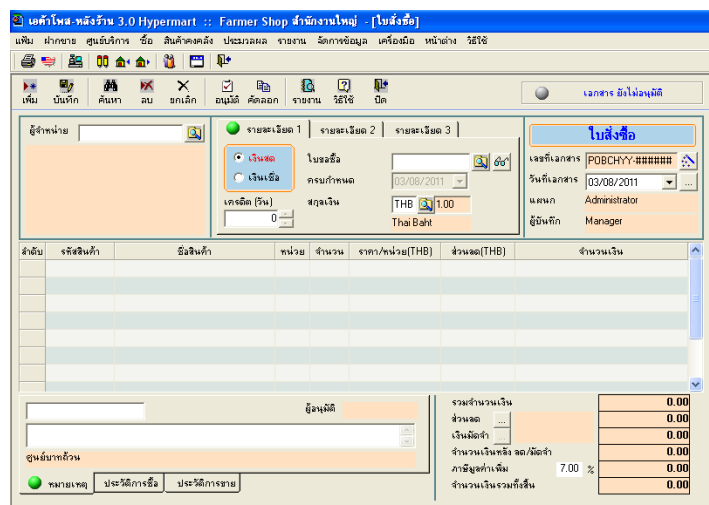 เอค้าโพส-หลังร้าน 3.0 Hypermart :: Farmer Shop สำนักงานใหญ่ - [ใบสั่งซื้อ]
แฟ้ม ฝากขาย ศูนย์บริการ ซื้อ สินค้าคงคลัง ประมวลผล รายงาน จัดการข้อมูล เครื่องมือ หน้าต่าง วิธีใช้
เพิ่ม บันทึก ค้นหา ลบ ยกเลิก อนุมัติ คัดลอก รายงาน วิธีใช้ ปิด เอกสาร ยังไม่อนุมัติ
ผู้จำหน่าย รายละเอียด 1 รายละเอียด 2 รายละเอียด 3 ใบสั่งซื้อ
เงินสด ใบขอซื้อ เลขที่เอกสาร POBCHYY-######
เงินเชื่อ ครบกำหนด 03/08/2011 วันที่เอกสาร 03/08/2011 ...
เครดิต (วัน) สกุลเงิน THB 1.00 แผนก Administrator
0 Thai Baht ผู้บันทึก Manager
ลำดับ รหัสสินค้า ชื่อสินค้า หน่วย จำนวน ราคา/หน่วย(THB) ส่วนลด(THB) จำนวนเงิน
ผู้อนุมัติ รวมจำนวนเงิน 0.00
ส่วนลด ... 0.00
เงินมัดจำ ... 0.00
ศูนย์บาทถ้วน จำนวนเงินหลัง ลด/มัดจำ 0.00
ภาษีมูลค่าเพิ่ม 7.00 % 0.00
หมายเหตุ ประวัติการซื้อ ประวัติการขาย จำนวนเงินรวมทั้งสิ้น 0.00